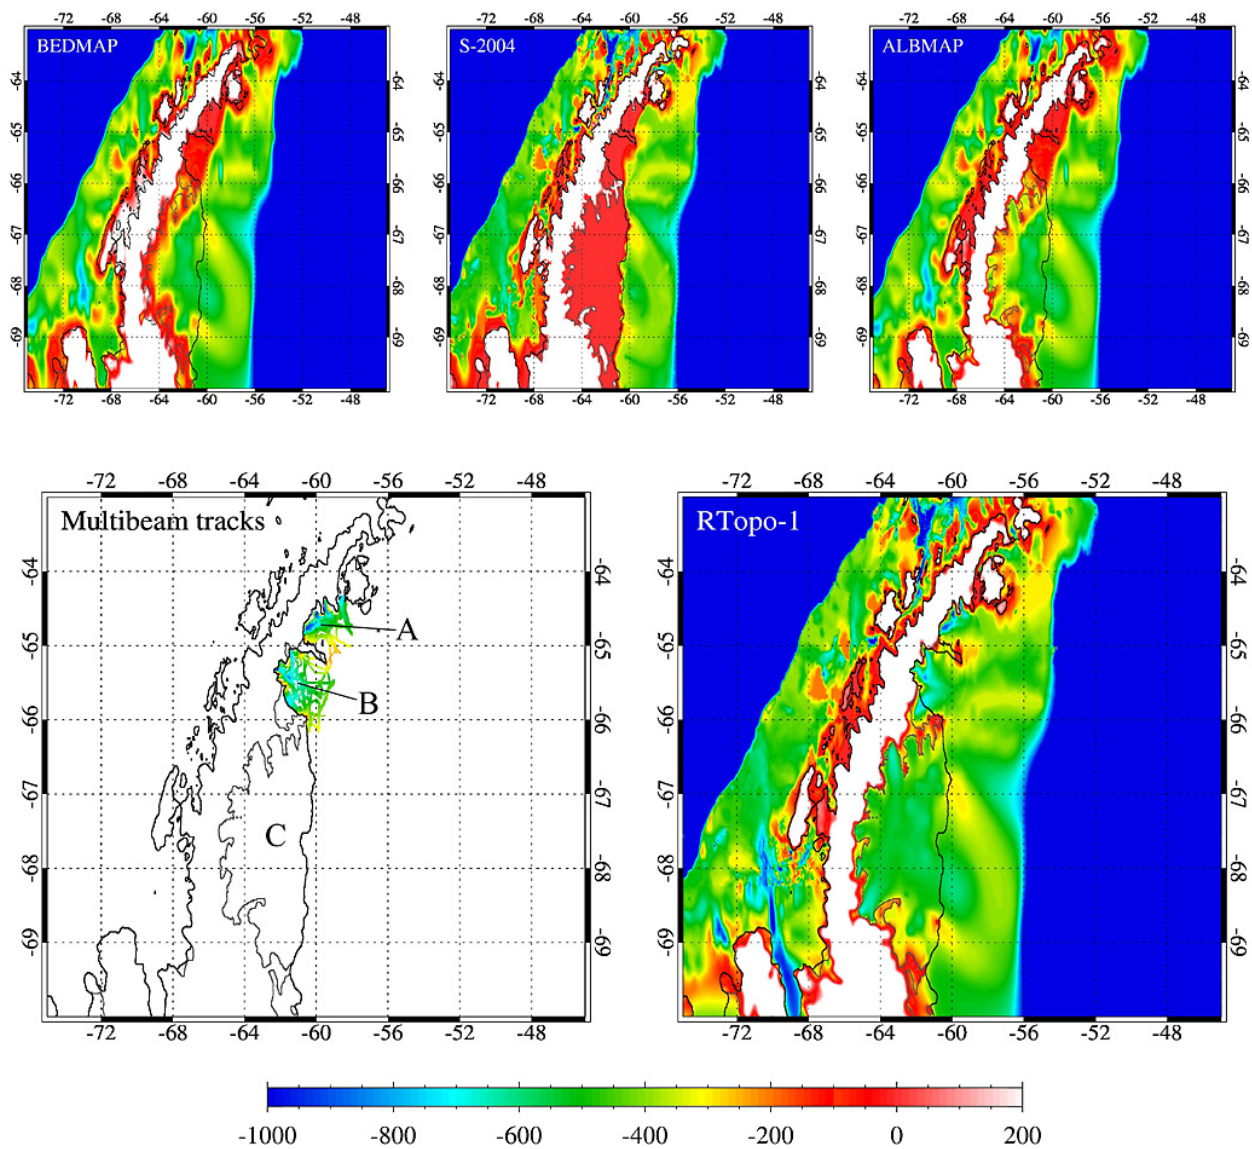 -72 -68 -64 -60 -56 -52 -48 -72 -68 -64 -60 -56 -52 -48 -72 -68 -64 -60 -56 -52 -48
BEDMAP S-2004 ALBMAP
-64 -64 -64 -64 -64 -64
-65 -65 -65 -65 -65 -65
-66 -66 -66 -66 -66 -66
-67 -67 -67 -67 -67 -67
-68 -68 -68 -68 -68 -68
-69 -69 -69 -69 -69 -69
-72 -68 -64 -60 -56 -52 -48 -72 -68 -64 -60 -56 -52 -48 -72 -68 -64 -60 -56 -52 -48
-72 -68 -64 -60 -56 -52 -48 -72 -68 -64 -60 -56 -52 -48
Multibeam tracks RTopo-1
-64 -64 -64 -64
A
-65 -65 -65 -65
B
-66 -66 -66 -66
-67 -67 -67 -67
C
-68 -68 -68 -68
-69 -69 -69 -69
-72 -68 -64 -60 -56 -52 -48 -72 -68 -64 -60 -56 -52 -48
-1000 -800 -600 -400 -200 0 200